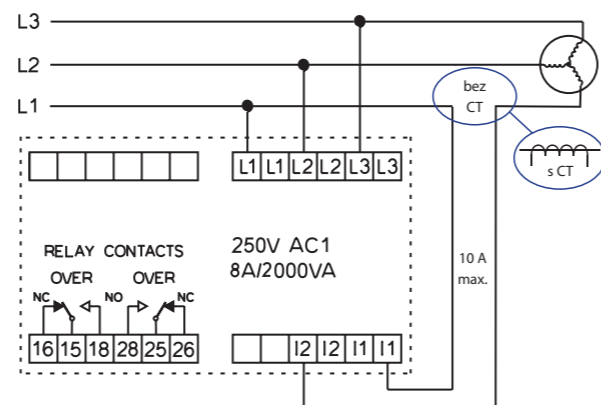 L3
L2
L1
bez
CT
s CT
L1 L1 L2 L2 L3 L3
RELAY CONTACTS
OVER OVER
NC NO NC
250V AC1
8A/2000VA
10 A
max.
16 15 18 28 25 26
I2 I2 I1 I1